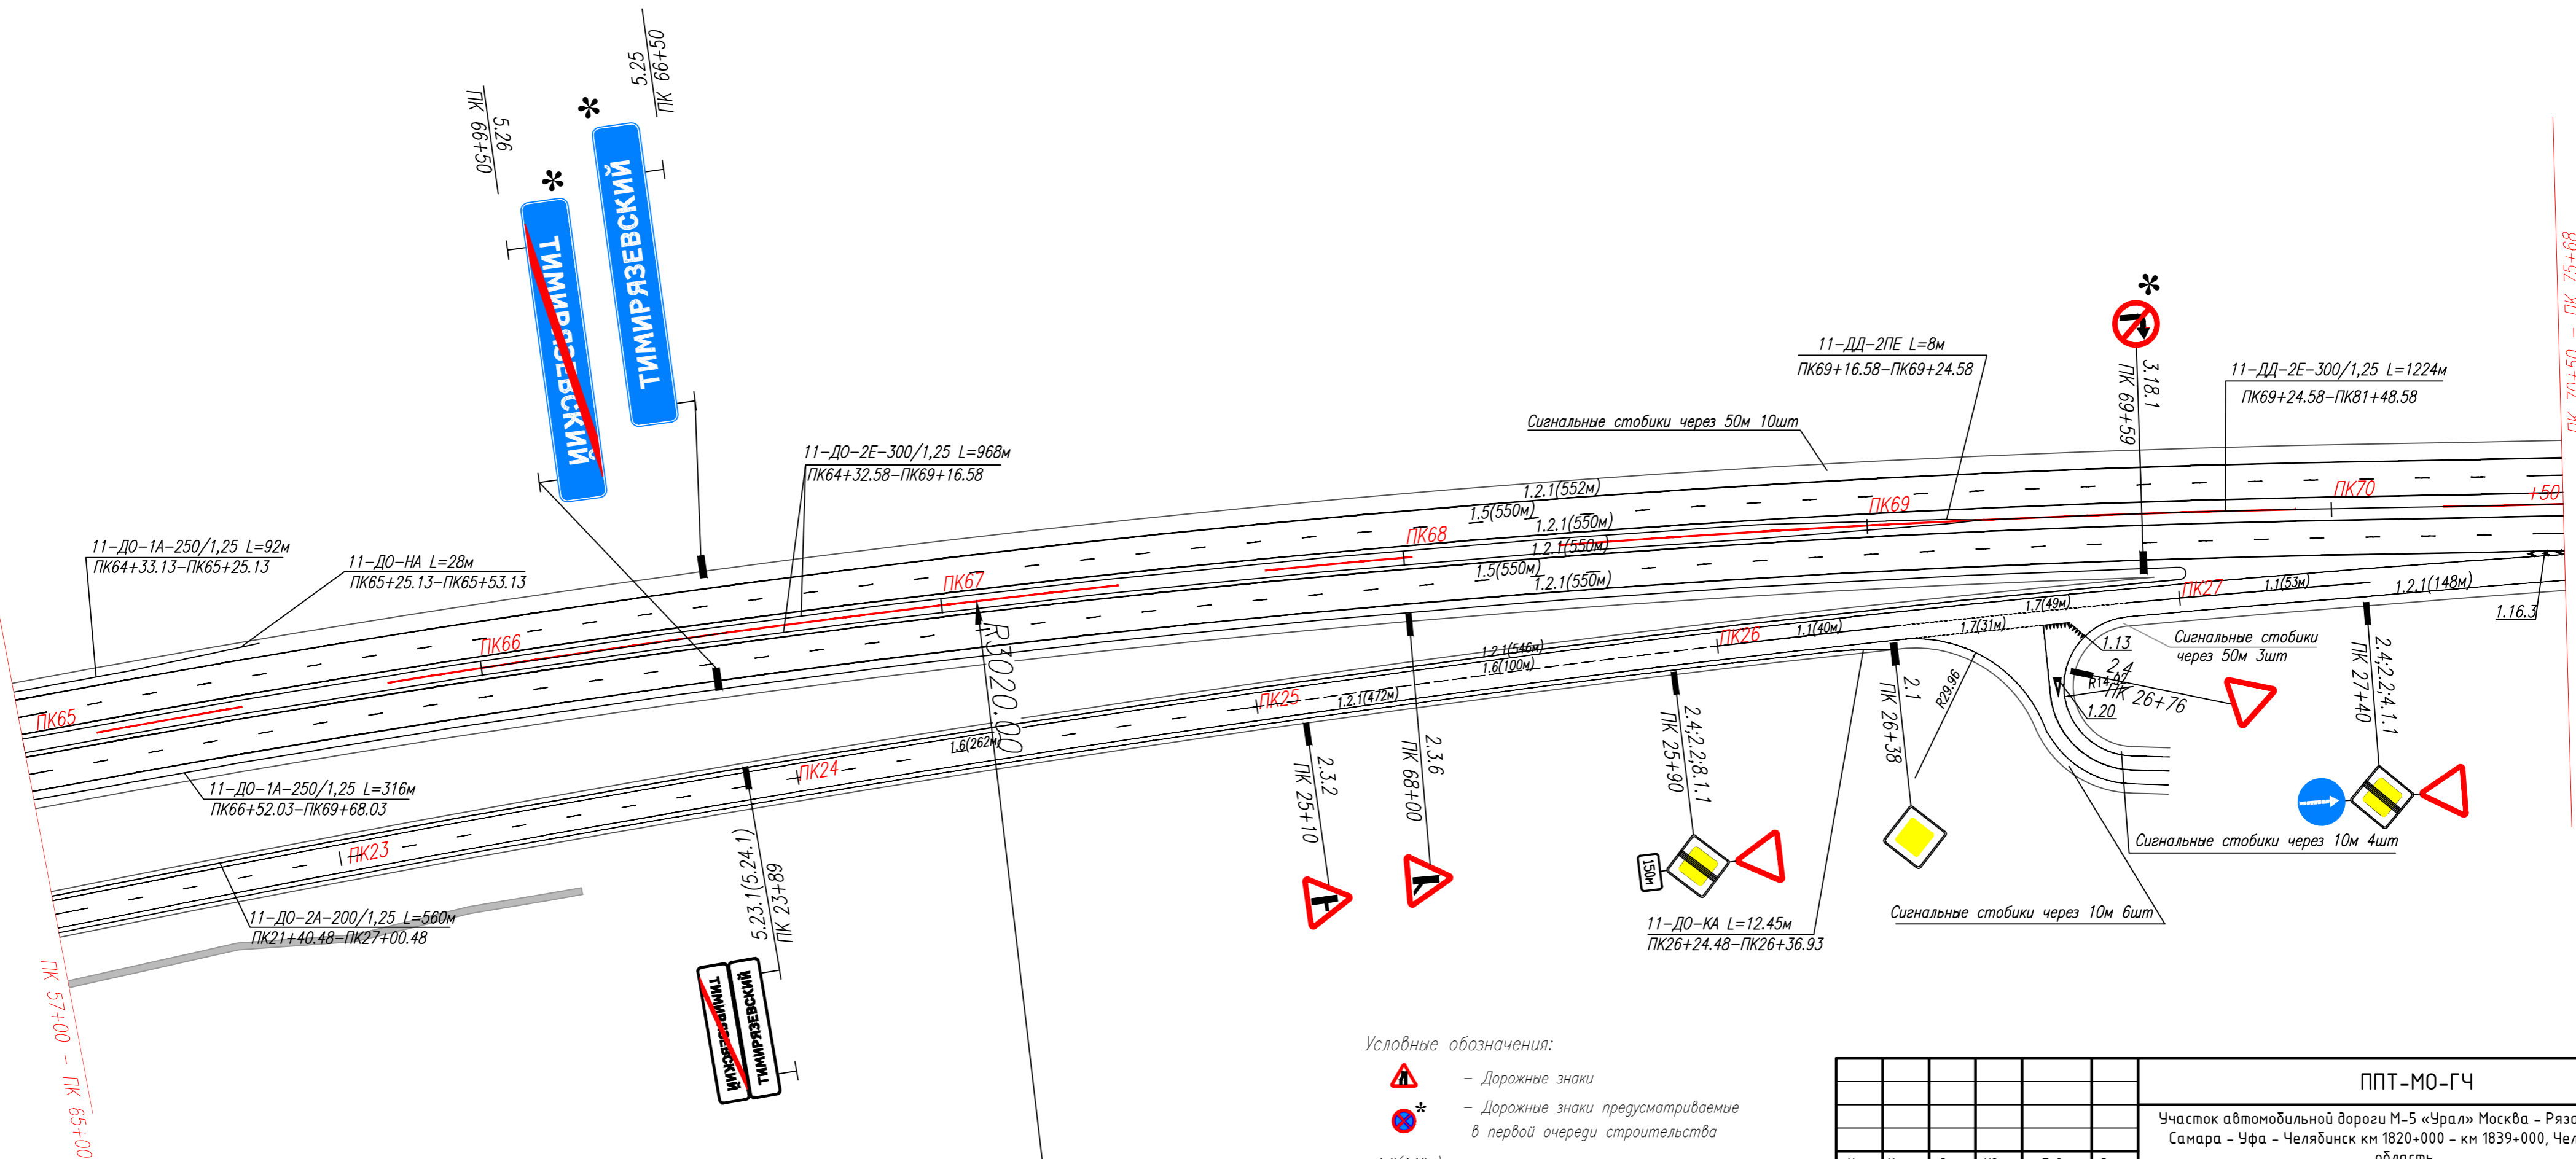 5.25
ПК 66+50
5.26
ПК 66+50
*
*
ТИМИРЯЗЕВСКИЙ
ТИМИРЯЗЕВСКИЙ
11-ДО-1А-250/1,25 L=92м
ПК64+33.13-ПК65+25.13
11-ДО-НА L=28м
ПК65+25.13-ПК65+53.13
11-ДО-2Е-300/1,25 L=968м
ПК64+32.58-ПК69+16.58
Сигнальные стобики через 50м 10шт
11-ДД-2ПЕ L=8м
ПК69+16.58-ПК69+24.58
*
3.18.1
ПК 69+59
11-ДД-2Е-300/1,25 L=1224м
ПК69+24.58-ПК81+48.58
ПК 70+50 - ПК 75+68
ПК65
ПК66
ПК67
ПК68
ПК69
ПК70
+50
1.2.1(552м)
1.5(550м)
1.2.1(550м)
1.2.1(550м)
1.5(550м)
1.2.1(550м)
R3020.00
11-ДО-1А-250/1,25 L=316м
ПК66+52.03-ПК69+68.03
ПК23
ПК24
ПК25
ПК26
ПК27
1.6(262м)
1.2.1(472м)
1.2.1(546м)
1.6(100м)
1.1(40м)
1.7(49м)
1.7(31м)
1.1(53м)
1.2.1(148м)
1.16.3
1.13
1.20
Сигнальные стобики
через 50м 3шт
2.4
ПК 26+76
R14.92
R29.96
2.4;2.2;4.1.1
ПК 27+40
11-ДО-2А-200/1,25 L=560м
ПК21+40.48-ПК27+00.48
5.23.1(5.24.1)
ПК 23+89
ТИМИРЯЗЕВСКИЙ
ТИМИРЯЗЕВСКИЙ
2.3.2
ПК 25+10
2.3.6
ПК 68+00
2.4;2.2;8.1.1
ПК 25+90
150м
2.1
ПК 26+38
11-ДО-КА L=12.45м
ПК26+24.48-ПК26+36.93
Сигнальные стобики через 10м 4шт
Сигнальные стобики через 10м 6шт
ПК 57+00 - ПК 65+00
Условные обозначения:
- Дорожные знаки
* - Дорожные знаки предусматриваемые
в первой очереди строительства
ППТ-МО-ГЧ
Участок автомобильной дороги М-5 «Урал» Москва - Ряза
Самара - Уфа - Челябинск км 1820+000 - км 1839+000, Чел
область